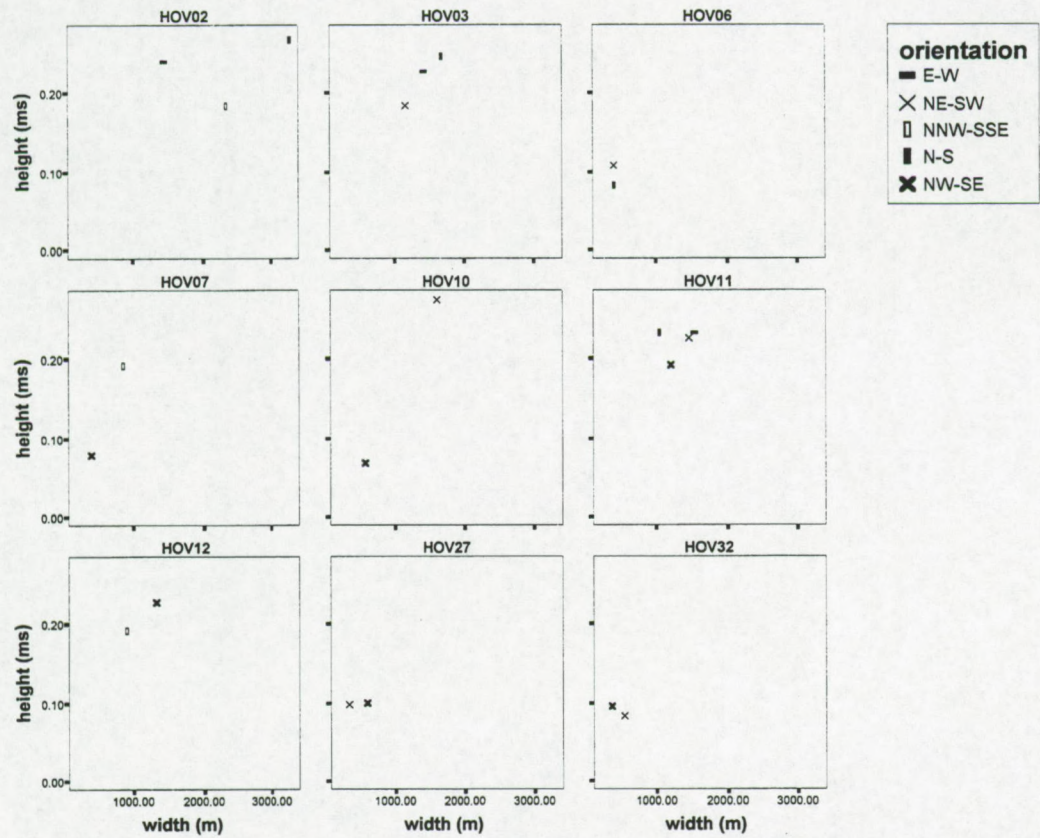 HOV02 HOV03 HOV06
height (ms)
0.20
0.10
0.00
orientation
E-W
NE-SW
NNW-SSE
N-S
NW-SE
HOV07 HOV10 HOV11
height (ms)
0.20
0.10
0.00
HOV12 HOV27 HOV32
height (ms)
0.20
0.10
0.00
1000.00 2000.00 3000.00 1000.00 2000.00 3000.00 1000.00 2000.00 3000.00
width (m) width (m) width (m)